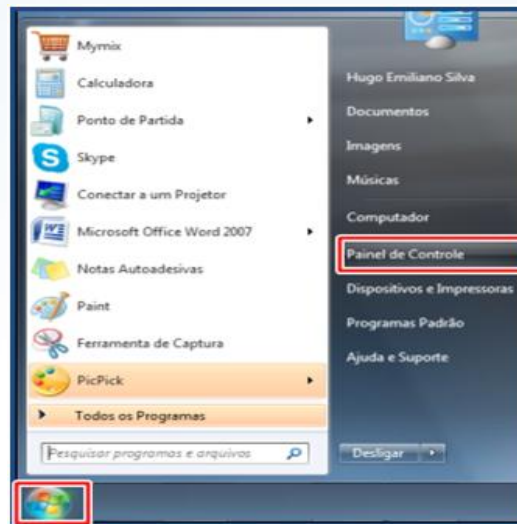 Mymix
Calculadora
Ponto de Partida
Skype
Conectar a um Projetor
Microsoft Office Word 2007
Notas Autoadesivas
Paint
Ferramenta de Captura
PicPick
Todos os Programas
Pesquisar programas e arquivos
Hugo Emiliano Silva
Documentos
Imagens
Músicas
Computador
Painel de Controle
Dispositivos e Impressoras
Programas Padrão
Ajuda e Suporte
Desligar